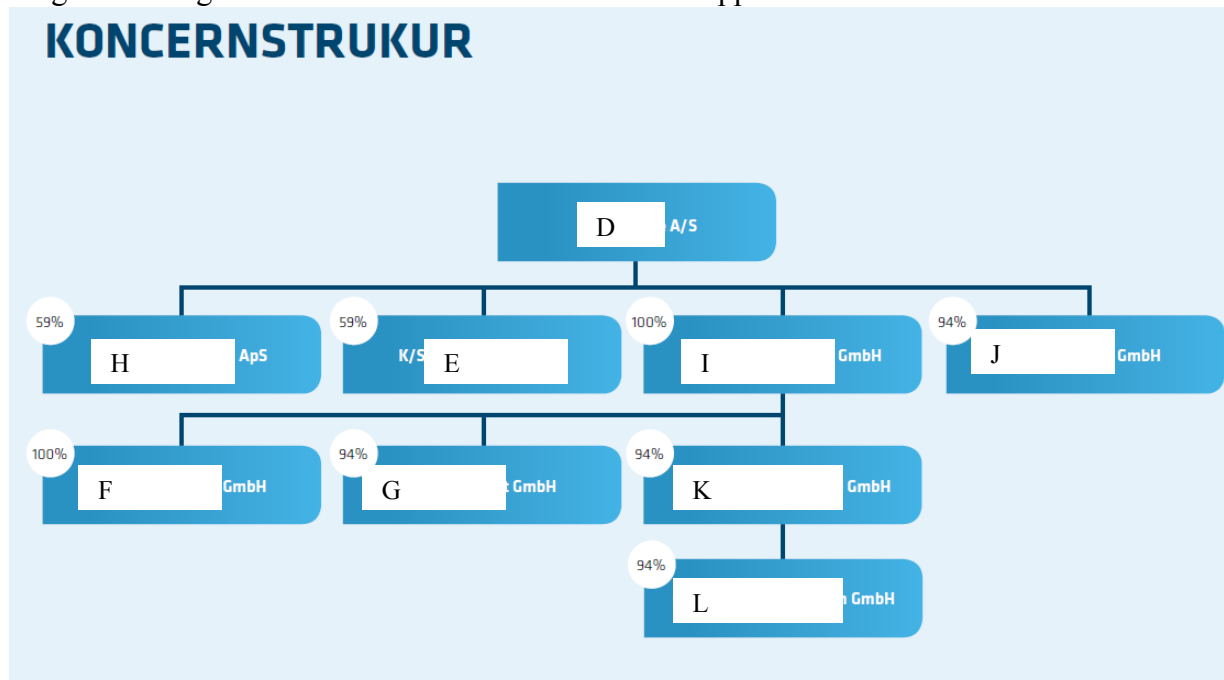 KONCERNSTRUKUR
D A/S
59%
H ApS
59%
K/S E
100%
I GmbH
94%
J GmbH
100%
F GmbH
94%
G t GmbH
94%
K GmbH
94%
L n GmbH